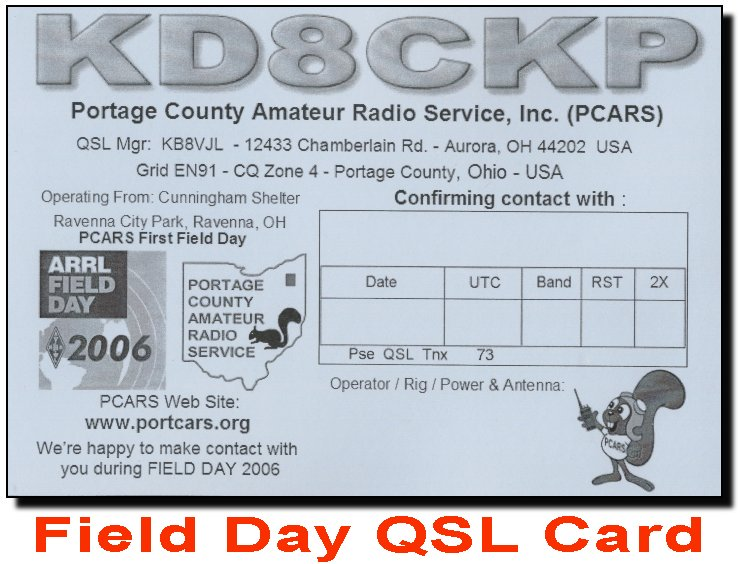 KD8CKP
Portage County Amateur Radio Service, Inc. (PCARS)
QSL Mgr: KB8VJL - 12433 Chamberlain Rd. - Aurora, OH 44202 USA
Grid EN91 - CQ Zone 4 - Portage County, Ohio - USA
Operating From: Cunningham Shelter
Ravenna City Park, Ravenna, OH
PCARS First Field Day
ARRL
FIELD
DAY
2006
PORTAGE
COUNTY
AMATEUR
RADIO
SERVICE
PCARS Web Site:
www.portcars.org
We're happy to make contact with
you during FIELD DAY 2006
Confirming contact with :
Date UTC Band RST 2X
Pse QSL Tnx 73
Operator / Rig / Power & Antenna:
PCARS
Field Day QSL Card